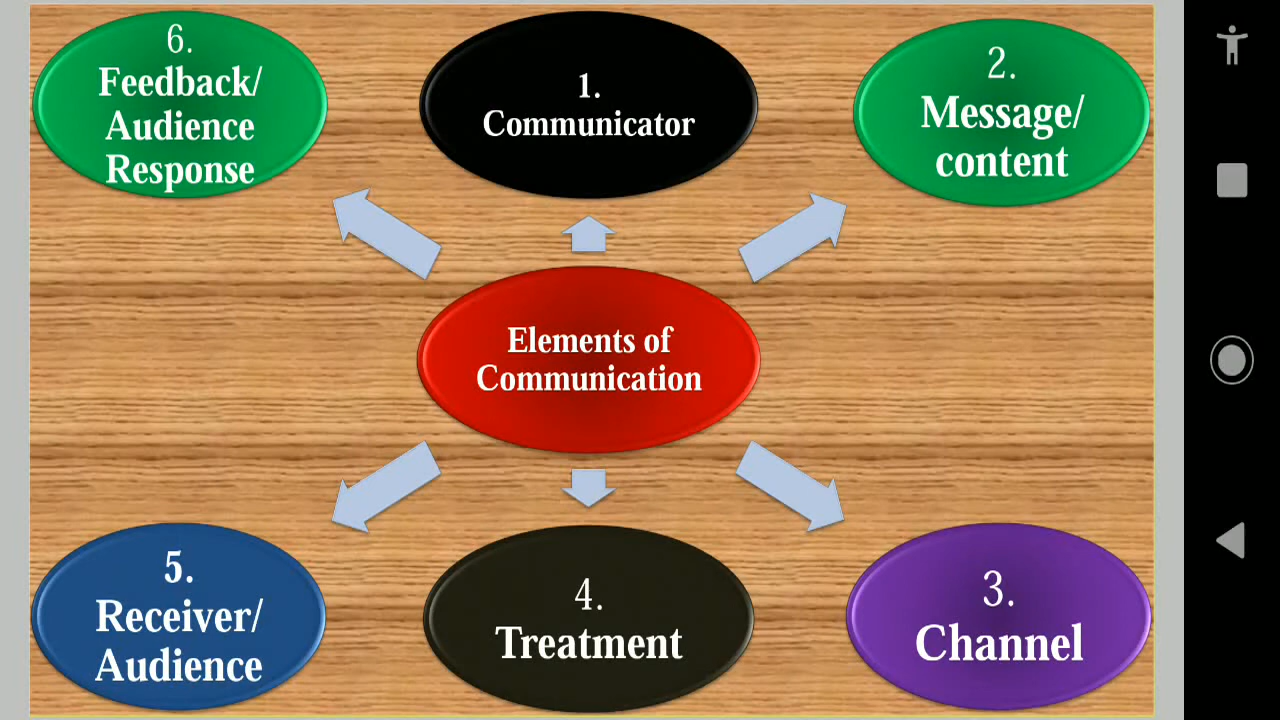 6.
Feedback/
Audience
Response
1.
Communicator
2.
Message/
content
Elements of
Communication
5.
Receiver/
Audience
4.
Treatment
3.
Channel